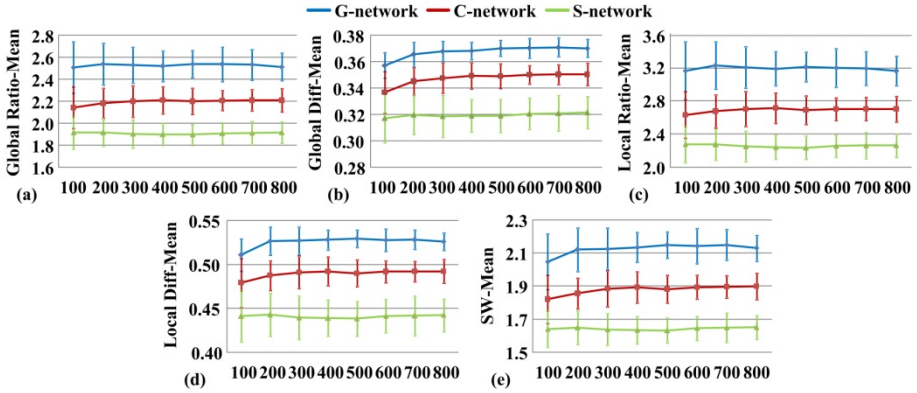 G-network C-network S-network
Global Ratio-Mean
2.8
2.6
2.4
2.2
2.0
1.8
1.6
100 200 300 400 500 600 700 800
(a)
Global Diff-Mean
0.38
0.36
0.34
0.32
0.30
0.28
100 200 300 400 500 600 700 800
(b)
Local Ratio-Mean
3.6
3.2
2.8
2.4
2.0
100 200 300 400 500 600 700 800
(c)
Local Diff-Mean
0.55
0.50
0.45
0.40
100 200 300 400 500 600 700 800
(d)
SW-Mean
2.3
2.1
1.9
1.7
1.5
100 200 300 400 500 600 700 800
(e)